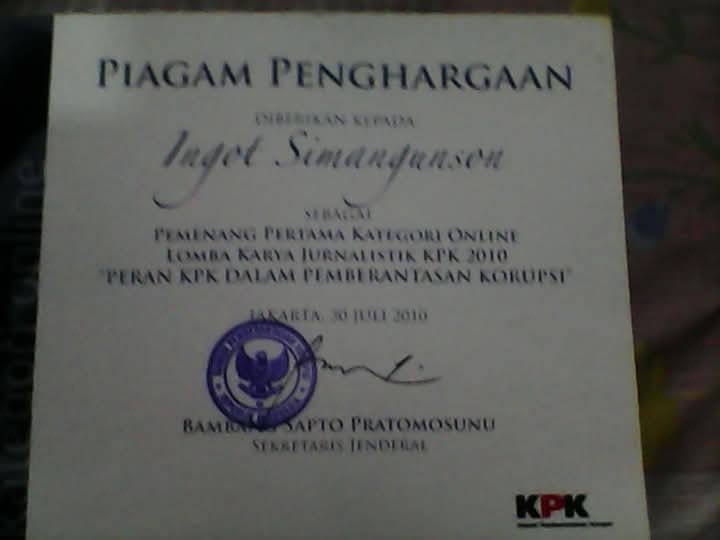 PIAGAM PENGHARGAAN
DIBERIKAN KEPADA
Ingot Simangunson
SEBAGAI
PEMENANG PERTAMA KATEGORI ONLINE
LOMBA KARYA JURNALISTIK KPK 2010
"PERAN KPK DALAM PEMBERANTASAN KORUPSI"
JAKARTA, 30 JULI 2010
SAPTO PRATOMOSUNU
SEKRETARIS JENDERAL
KPK